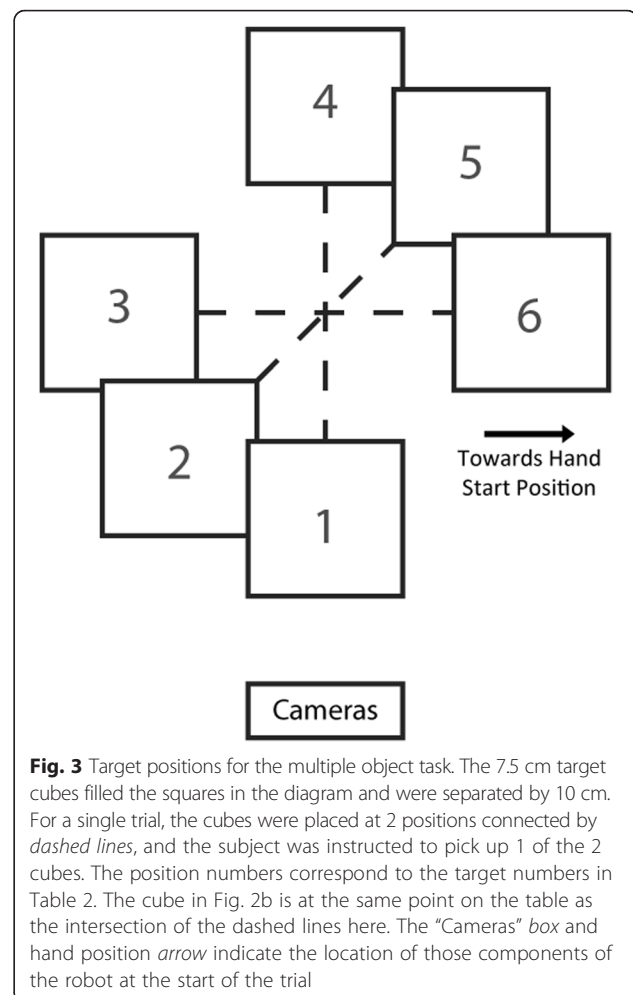 4
5
3
6
2
1
Towards Hand
Start Position
Cameras
Fig. 3 Target positions for the multiple object task. The 7.5 cm target
cubes filled the squares in the diagram and were separated by 10 cm.
For a single trial, the cubes were placed at 2 positions connected by
dashed lines, and the subject was instructed to pick up 1 of the 2
cubes. The position numbers correspond to the target numbers in
Table 2. The cube in Fig. 2b is at the same point on the table as
the intersection of the dashed lines here. The “Cameras” box and
hand position arrow indicate the location of those components of
the robot at the start of the trial